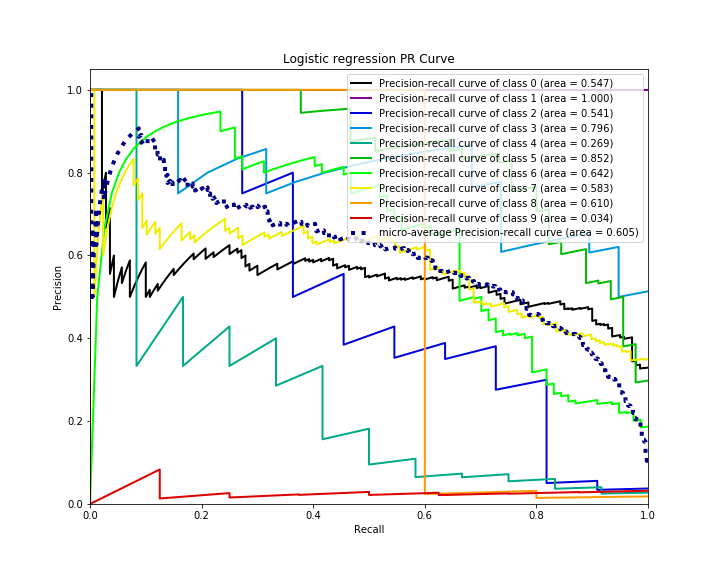 Logistic regression PR Curve
Precision-recall curve of class 0 (area = 0.547)
Precision-recall curve of class 1 (area = 1.000)
Precision-recall curve of class 2 (area = 0.541)
Precision-recall curve of class 3 (area = 0.796)
Precision-recall curve of class 4 (area = 0.269)
Precision-recall curve of class 5 (area = 0.852)
Precision-recall curve of class 6 (area = 0.642)
Precision-recall curve of class 7 (area = 0.583)
Precision-recall curve of class 8 (area = 0.610)
Precision-recall curve of class 9 (area = 0.034)
micro-average Precision-recall curve (area = 0.605)
Precision
1.0
0.8
0.6
0.4
0.2
0.0
0.0 0.2 0.4 0.6 0.8 1.0
Recall